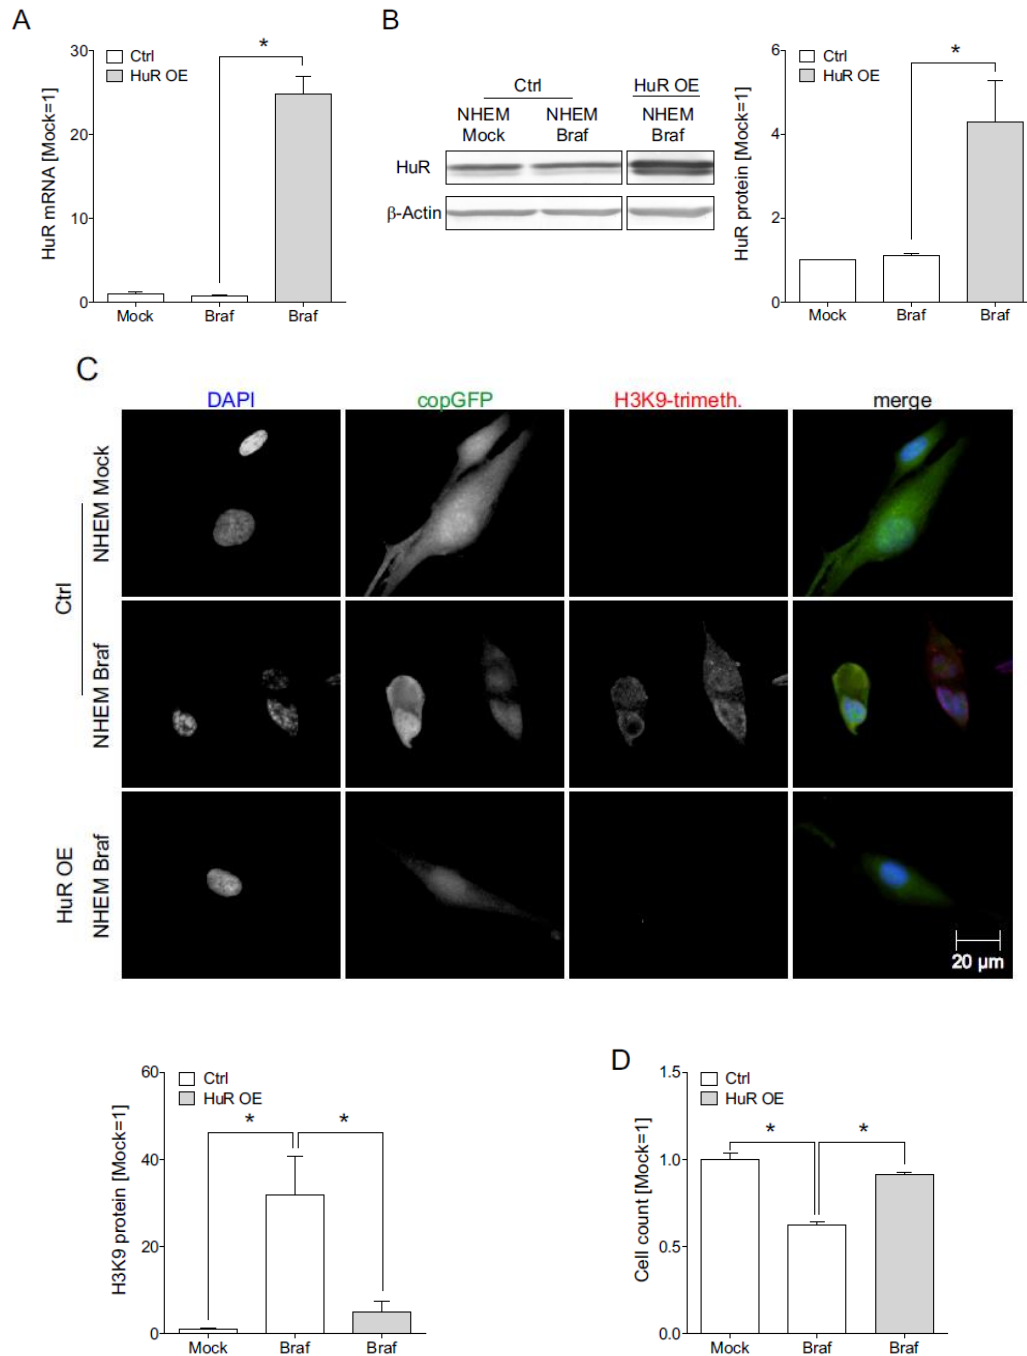 A
HuR mRNA [Mock=1]
30
20
10
0
Ctrl
HuR OE
*
Mock Braf Braf
B
Ctrl HuR OE
NHEM NHEM NHEM
Mock Braf Braf
HuR
β-Actin
HuR protein [Mock=1]
6
4
2
0
Ctrl
HuR OE
*
Mock Braf Braf
C
DAPI copGFP H3K9-trimeth. merge
Ctrl
NHEM Mock
NHEM Braf
HuR OE
NHEM Braf
20 μm
H3K9 protein [Mock=1]
60
40
20
0
Ctrl
HuR OE
* *
Mock Braf Braf
D
Cell count [Mock=1]
1.5
1.0
0.5
0.0
Ctrl
HuR OE
* *
Mock Braf Braf